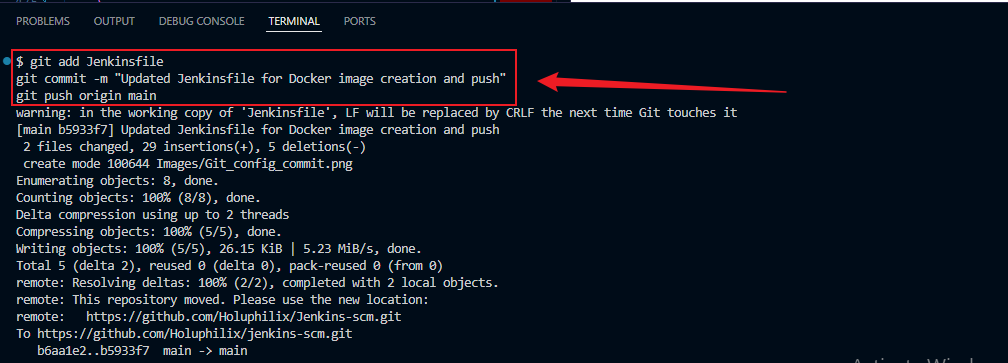 PROBLEMS OUTPUT DEBUG CONSOLE TERMINAL PORTS
$ git add Jenkinsfile
git commit -m "Updated Jenkinsfile for Docker image creation and push"
git push origin main
warning: in the working copy of 'Jenkinsfile', LF will be replaced by CRLF the next time Git touches it
[main b5933f7] Updated Jenkinsfile for Docker image creation and push
 2 files changed, 29 insertions(+), 5 deletions(-)
 create mode 100644 Images/Git_config_commit.png
Enumerating objects: 8, done.
Counting objects: 100% (8/8), done.
Delta compression using up to 2 threads
Compressing objects: 100% (5/5), done.
Writing objects: 100% (5/5), 26.15 KiB | 5.23 MiB/s, done.
Total 5 (delta 2), reused 0 (delta 0), pack-reused 0 (from 0)
remote: Resolving deltas: 100% (2/2), completed with 2 local objects.
remote: This repository moved. Please use the new location:
remote:   https://github.com/Holuphilix/Jenkins-scm.git
To https://github.com/Holuphilix/jenkins-scm.git
   b6aa1e2..b5933f7  main -> main